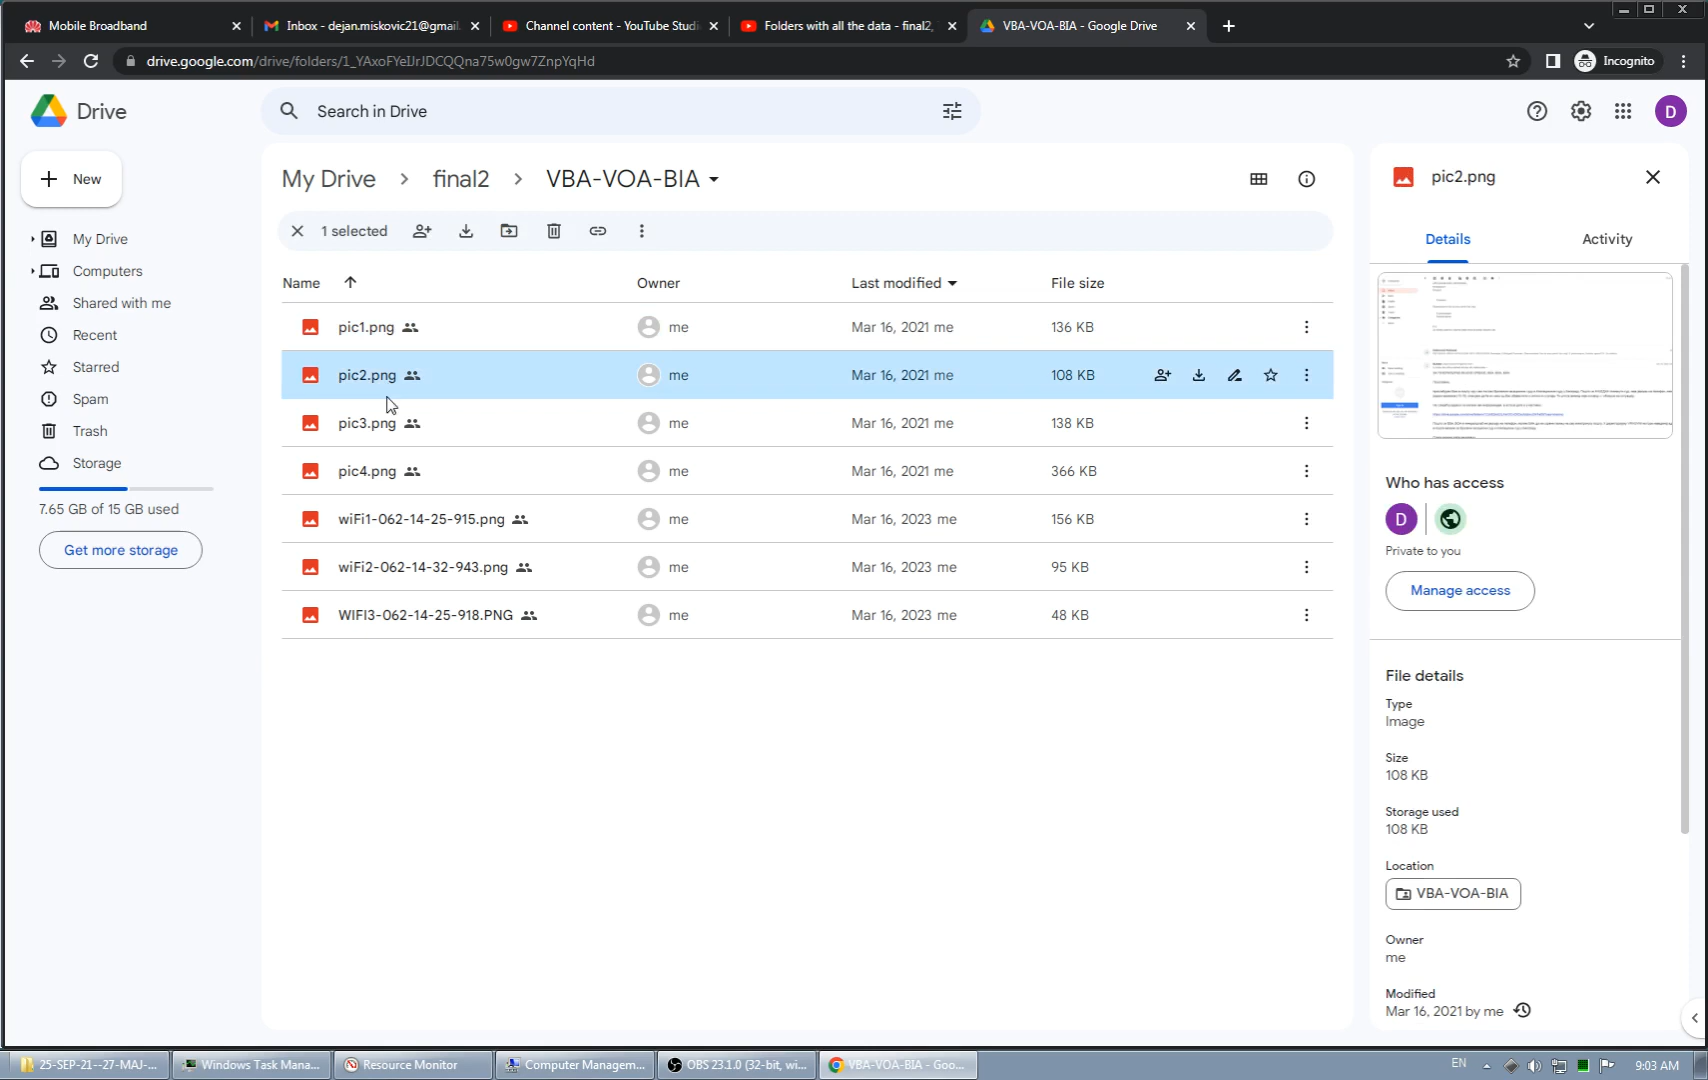 Mobile Broadband
Inbox - dejan.miskovic21@gmail.
Channel content - YouTube Studi
Folders with all the data - final2,
VBA-VOA-BIA - Google Drive
drive.google.com/drive/folders/1_YAxoFYeIJrJDCQQna75w0gw7ZnpYqHd
Incognito
Drive
Search in Drive
D
New
My Drive
Computers
Shared with me
Recent
Starred
Spam
Trash
Storage
7.65 GB of 15 GB used
Get more storage
My Drive > final2 > VBA-VOA-BIA
1 selected
Name Owner Last modified File size
pic1.png me Mar 16, 2021 me 136 KB
pic2.png me Mar 16, 2021 me 108 KB
pic3.png me Mar 16, 2021 me 138 KB
pic4.png me Mar 16, 2021 me 366 KB
wiFi1-062-14-25-915.png me Mar 16, 2023 me 156 KB
wiFi2-062-14-32-943.png me Mar 16, 2023 me 95 KB
WIFI3-062-14-25-918.PNG me Mar 16, 2023 me 48 KB
pic2.png
Details Activity
Who has access
D
Private to you
Manage access
File details
Type
Image
Size
108 KB
Storage used
108 KB
Location
VBA-VOA-BIA
Owner
me
Modified
Mar 16, 2021 by me
25-SEP-21--27-MAJ-...
Windows Task Mana...
Resource Monitor
Computer Managem...
OBS 23.1.0 (32-bit, wi...
VBA-VOA-BIA - Goo...
EN
9:03 AM